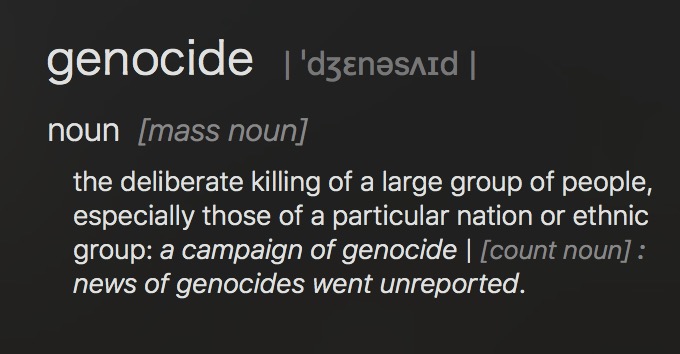 genocide | ˈdʒɛnəsʌɪd |
noun [mass noun]
the deliberate killing of a large group of people,
especially those of a particular nation or ethnic
group: a campaign of genocide | [count noun] :
news of genocides went unreported.